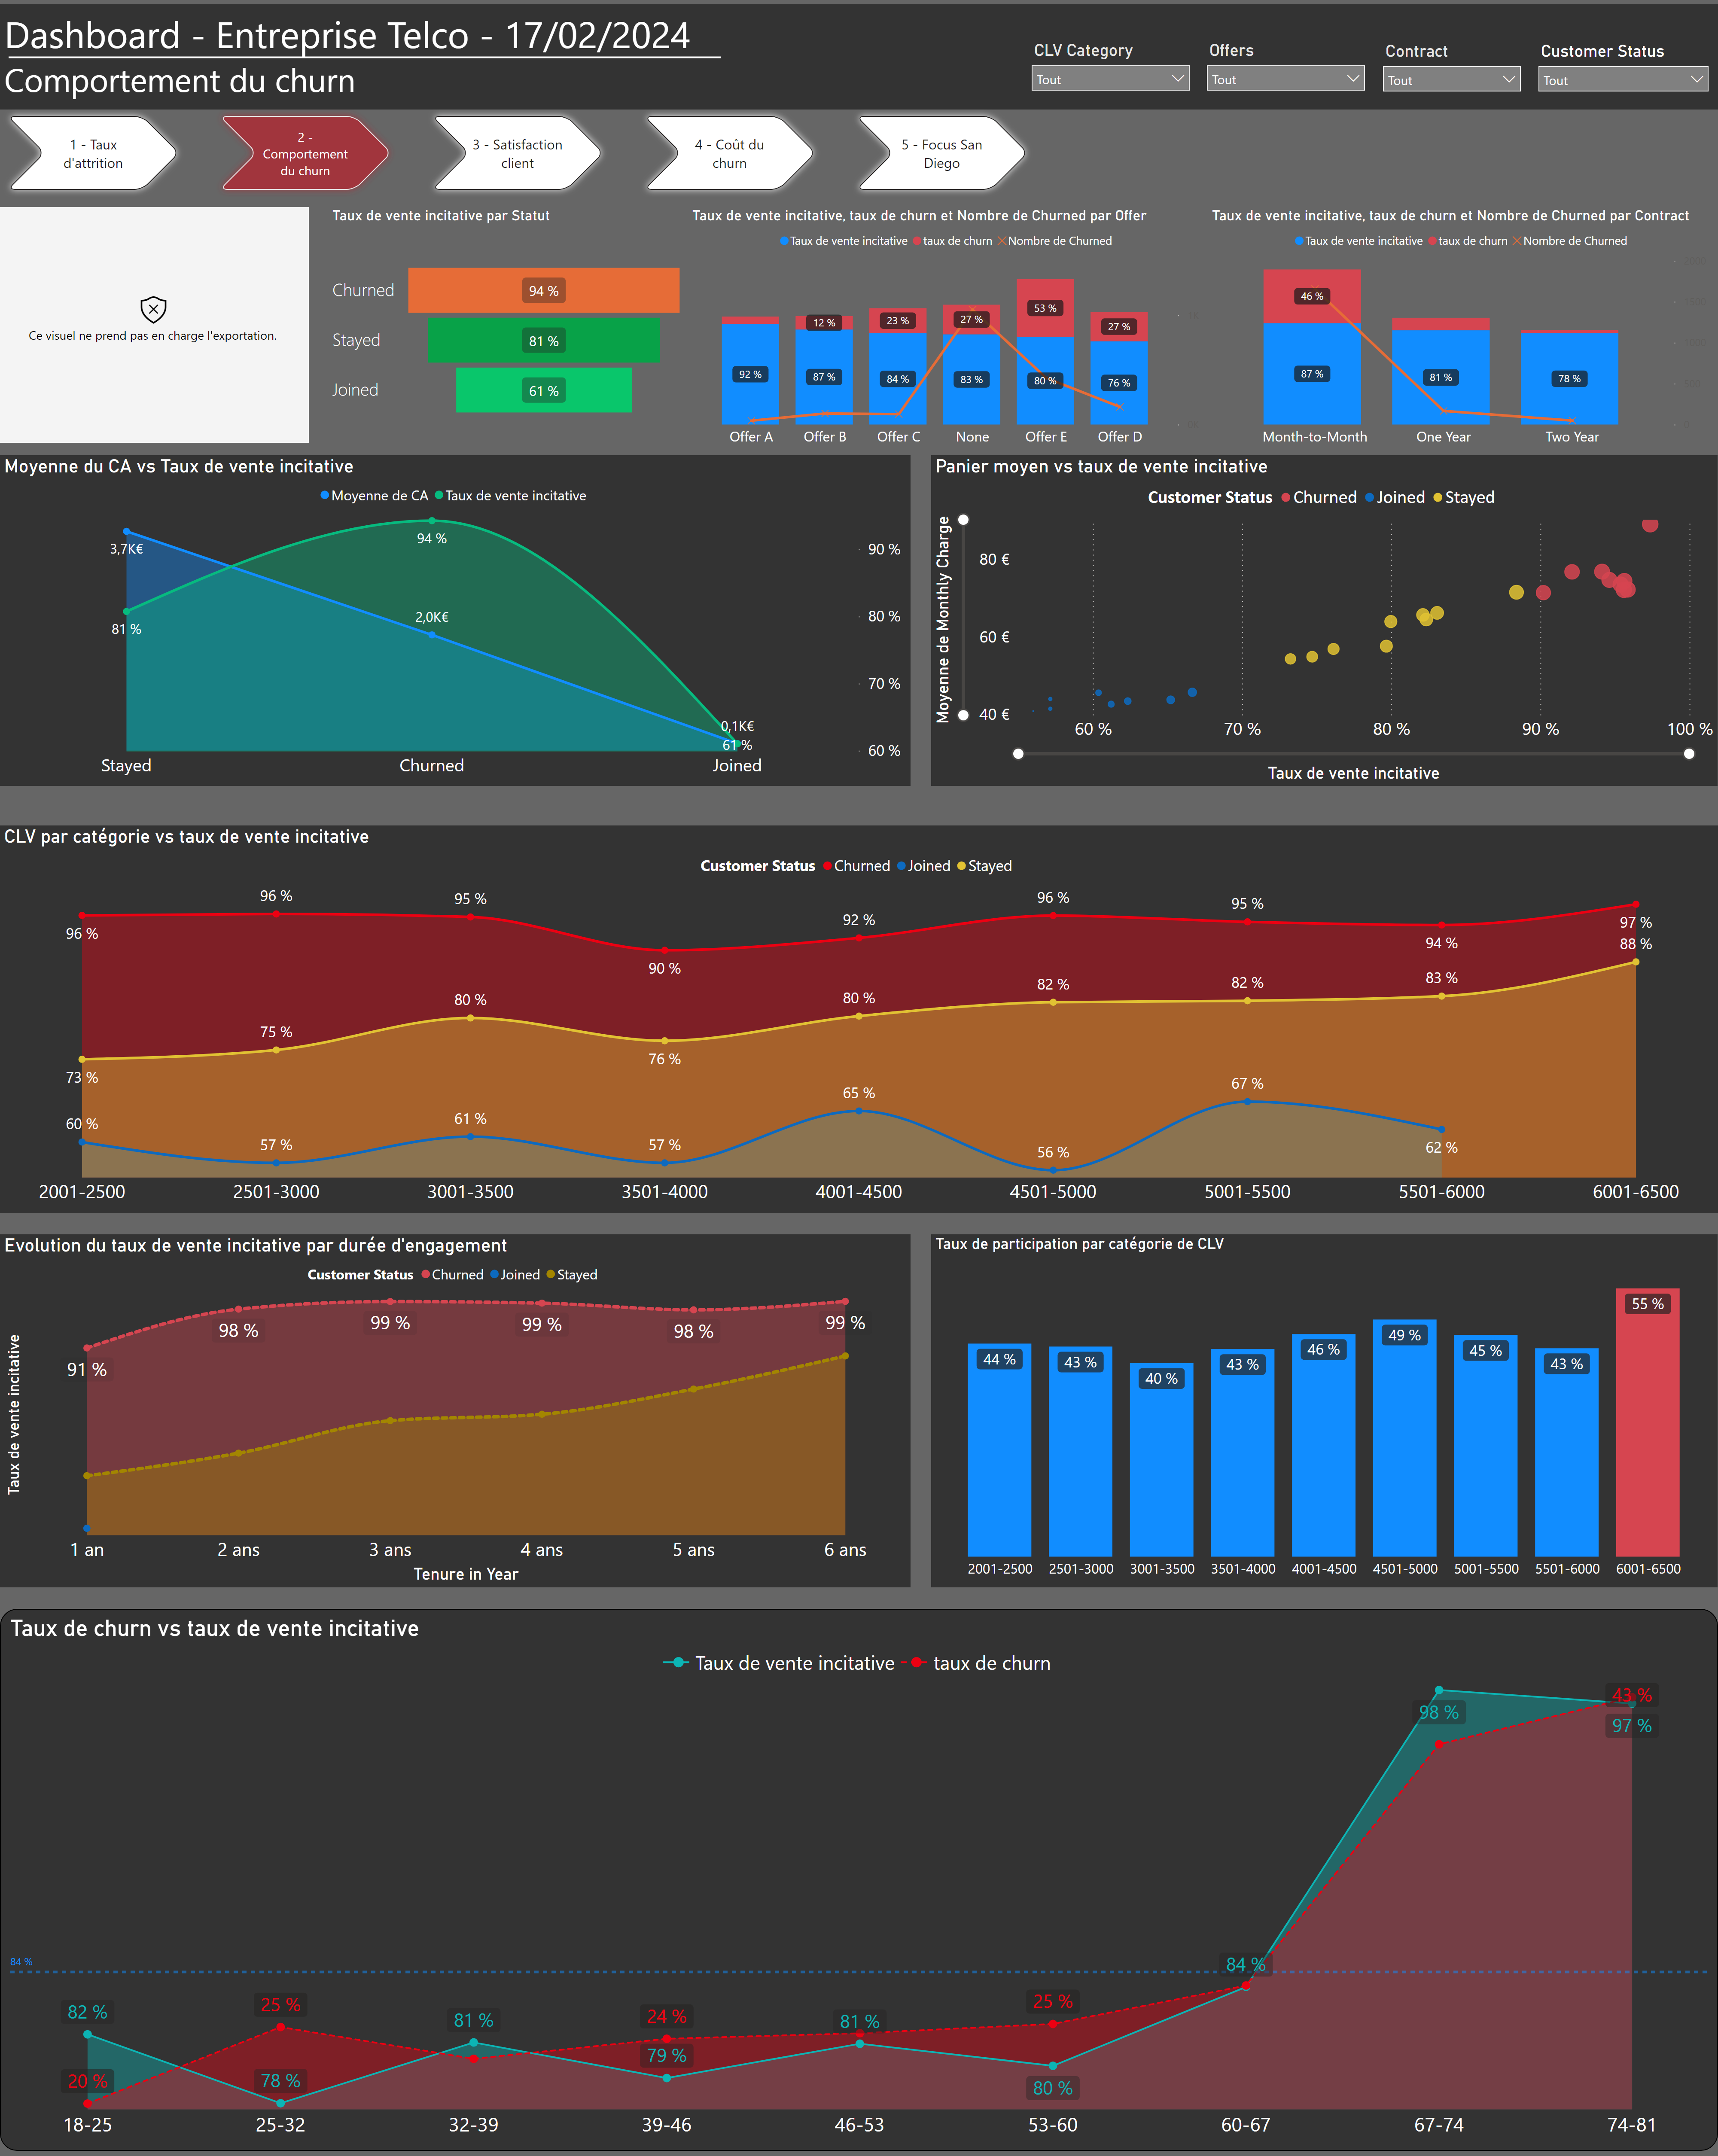 Dashboard - Entreprise Telco - 17/02/2024
Comportement du churn
CLV Category
Tout
Offers
Tout
Contract
Tout
Customer Status
Tout
1 - Taux
d'attrition
2 -
Comportement
du churn
3 - Satisfaction
client
4 - Coût du
churn
5 - Focus San
Diego
Ce visuel ne prend pas en charge l'exportation.
Taux de vente incitative par Statut
Churned
94 %
Stayed
81 %
Joined
61 %
Taux de vente incitative, taux de churn et Nombre de Churned par Offer
Taux de vente incitative taux de churn Nombre de Churned
12 %
23 %
27 %
53 %
27 %
92 %
87 %
84 %
83 %
80 %
76 %
Offer A
Offer B
Offer C
None
Offer E
Offer D
Taux de vente incitative, taux de churn et Nombre de Churned par Contract
Taux de vente incitative taux de churn Nombre de Churned
46 %
87 %
81 %
78 %
Month-to-Month
One Year
Two Year
Moyenne du CA vs Taux de vente incitative
Moyenne de CA Taux de vente incitative
3,7K€
94 %
81 %
2,0K€
0,1K€
61 %
90 %
80 %
70 %
60 %
Stayed
Churned
Joined
Panier moyen vs taux de vente incitative
Customer Status Churned Joined Stayed
Moyenne de Monthly Charge
80 €
60 €
40 €
60 %
70 %
80 %
90 %
100 %
Taux de vente incitative
CLV par catégorie vs taux de vente incitative
Customer Status Churned Joined Stayed
96 %
96 %
95 %
90 %
92 %
96 %
95 %
94 %
97 %
73 %
75 %
80 %
76 %
80 %
82 %
82 %
83 %
88 %
60 %
57 %
61 %
57 %
65 %
56 %
67 %
62 %
2001-2500
2501-3000
3001-3500
3501-4000
4001-4500
4501-5000
5001-5500
5501-6000
6001-6500
Evolution du taux de vente incitative par durée d'engagement
Customer Status Churned Joined Stayed
Taux de vente incitative
91 %
98 %
99 %
99 %
98 %
99 %
1 an
2 ans
3 ans
4 ans
5 ans
6 ans
Tenure in Year
Taux de participation par catégorie de CLV
44 %
43 %
40 %
43 %
46 %
49 %
45 %
43 %
55 %
2001-2500
2501-3000
3001-3500
3501-4000
4001-4500
4501-5000
5001-5500
5501-6000
6001-6500
Taux de churn vs taux de vente incitative
Taux de vente incitative taux de churn
84 %
82 %
20 %
25 %
78 %
81 %
24 %
79 %
81 %
25 %
80 %
84 %
98 %
43 %
97 %
18-25
25-32
32-39
39-46
46-53
53-60
60-67
67-74
74-81